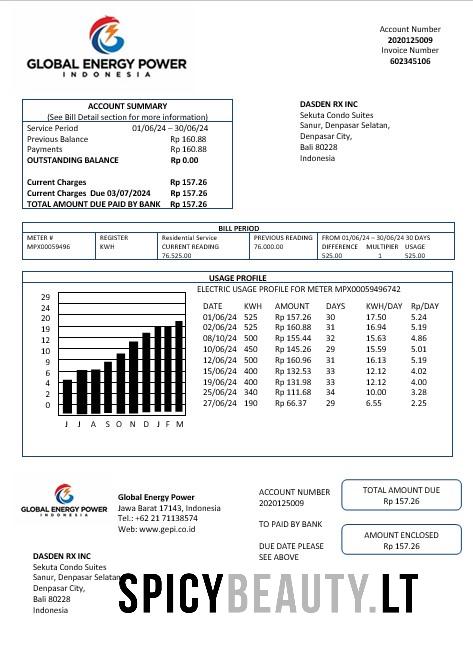 GLOBAL ENERGY POWER
INDONESIA
Account Number
2020125009
Invoice Number
602345106
ACCOUNT SUMMARY
(See Bill Detail section for more information)
Service Period 01/06/24 – 30/06/24
Previous Balance Rp 160.88
Payments Rp 160.88
OUTSTANDING BALANCE Rp 0.00
Current Charges Rp 157.26
Current Charges Due 03/07/2024 Rp 157.26
TOTAL AMOUNT DUE PAID BY BANK Rp 157.26
DASDEN RX INC
Sekuta Condo Suites
Sanur, Denpasar Selatan,
Denpasar City,
Bali 80228
Indonesia
BILL PERIOD
METER # REGISTER Residential Service PREVIOUS READING FROM 01/06/24 – 30/06/24 30 DAYS
MPX00059496 KWH CURRENT READING 76.000.00 DIFFERENCE MULTIPLIER USAGE
76.525.00 525.00 1 525.00
USAGE PROFILE
ELECTRIC USAGE PROFILE FOR METER MPX00059496742
29
24
20
19
16
13
12
6
4
2
0
J J A S O N D J F M
DATE KWH AMOUNT DAYS KWH/DAY Rp/DAY
01/06/24 525 Rp 157.26 30 17.50 5.24
02/06/24 525 Rp 160.88 31 16.94 5.19
08/10/24 500 Rp 155.44 32 15.63 4.86
10/06/24 450 Rp 145.26 29 15.59 5.01
12/06/24 500 Rp 160.96 31 16.13 5.19
15/06/24 400 Rp 132.53 33 12.12 4.02
19/06/24 400 Rp 131.98 33 12.12 4.00
25/06/24 340 Rp 111.68 34 10.00 3.28
27/06/24 190 Rp 66.37 29 6.55 2.25
GLOBAL ENERGY POWER
INDONESIA
Global Energy Power
Jawa Barat 17143, Indonesia
Tel.: +62 21 71138574
Web: www.gepi.co.id
ACCOUNT NUMBER
2020125009
TO PAID BY BANK
DUE DATE PLEASE
SEE ABOVE
TOTAL AMOUNT DUE
Rp 157.26
AMOUNT ENCLOSED
Rp 157.26
DASDEN RX INC
Sekuta Condo Suites
Sanur, Denpasar Selatan
Denpasar City,
Bali 80228
Indonesia
SPICYBEAUTY.LT